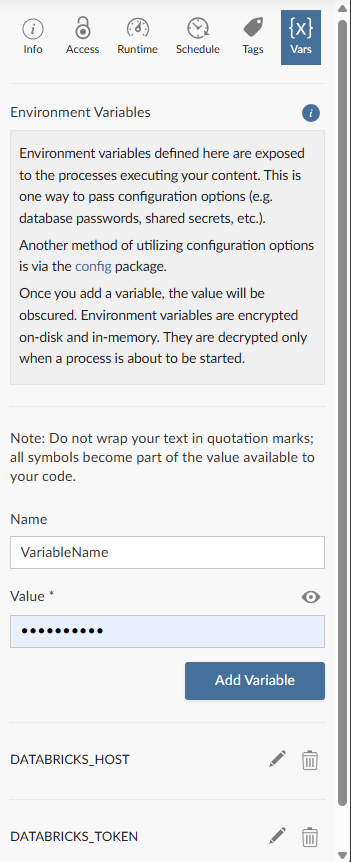 Info Access Runtime Schedule Tags {x} Vars
Environment Variables
Environment variables defined here are exposed
to the processes executing your content. This is
one way to pass configuration options (e.g.
database passwords, shared secrets, etc.).
Another method of utilizing configuration options
is via the config package.
Once you add a variable, the value will be
obscured. Environment variables are encrypted
on-disk and in-memory. They are decrypted only
when a process is about to be started.
Note: Do not wrap your text in quotation marks;
all symbols become part of the value available to
your code.
Name
VariableName
Value *
••••••••••
Add Variable
DATABRICKS_HOST
DATABRICKS_TOKEN